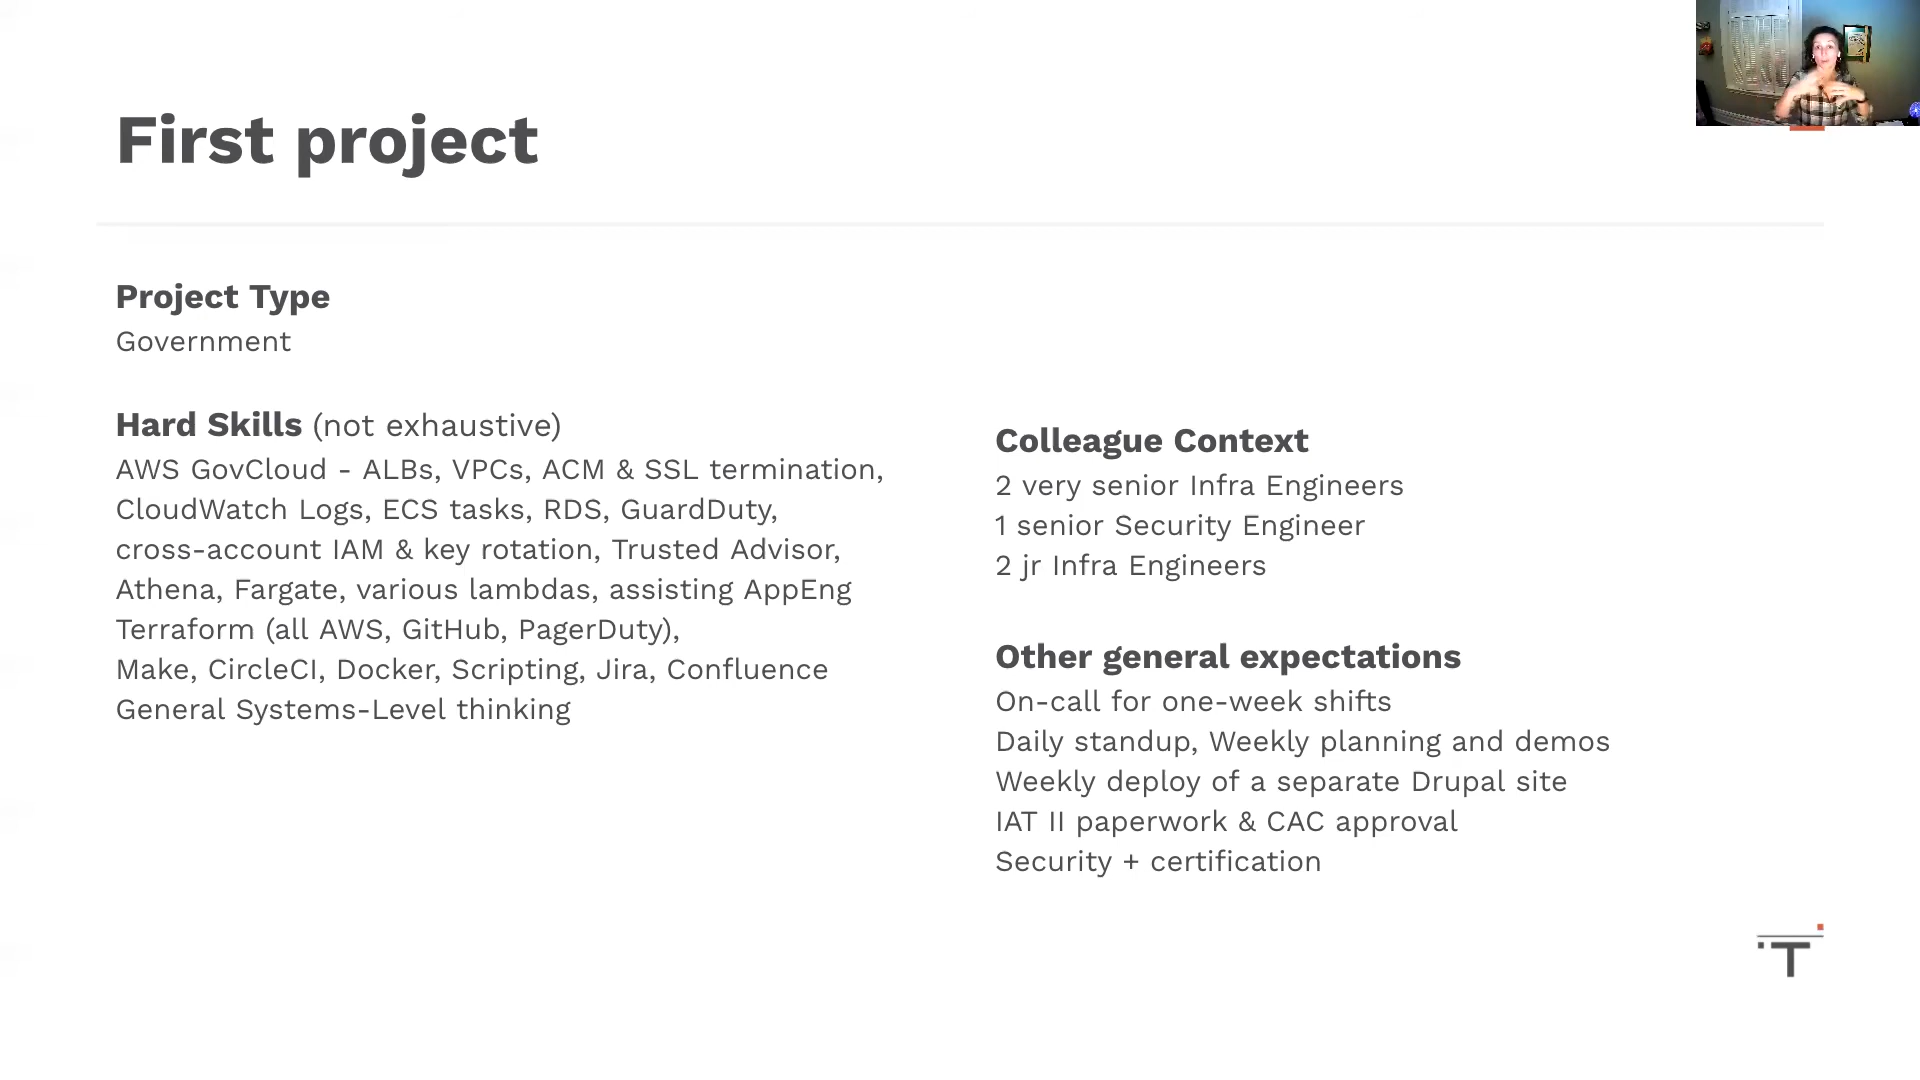 First project
Project Type
Government
Hard Skills (not exhaustive)
AWS GovCloud - ALBs, VPCs, ACM & SSL termination,
CloudWatch Logs, ECS tasks, RDS, GuardDuty,
cross-account IAM & key rotation, Trusted Advisor,
Athena, Fargate, various lambdas, assisting AppEng
Terraform (all AWS, GitHub, PagerDuty),
Make, CircleCI, Docker, Scripting, Jira, Confluence
General Systems-Level thinking
Colleague Context
2 very senior Infra Engineers
1 senior Security Engineer
2 jr Infra Engineers
Other general expectations
On-call for one-week shifts
Daily standup, Weekly planning and demos
Weekly deploy of a separate Drupal site
IAT II paperwork & CAC approval
Security + certification
T